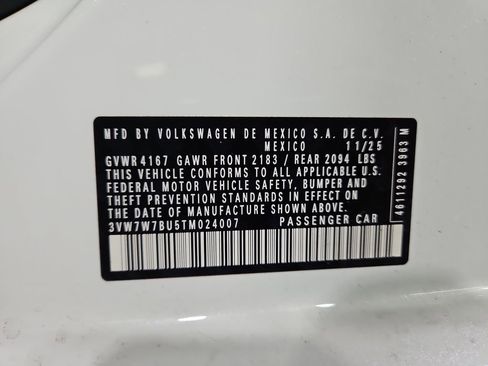 MFD BY VOLKSWAGEN DE MEXICO S.A. DE C.V.
MEXICO 11/25
GVWR 4167 GAWR FRONT 2183 / REAR 2094 LBS
THIS VEHICLE CONFORMS TO ALL APPLICABLE
FEDERAL MOTOR VEHICLE SAFETY, BUMPER AND
THEFT PREVENTION STANDARDS IN EFFECT ON
THE DATE OF MANUFACTURE SHOWN ABOVE.
3VW7W7BU5TM024007 PASSENGER CAR
4611292 3963 M